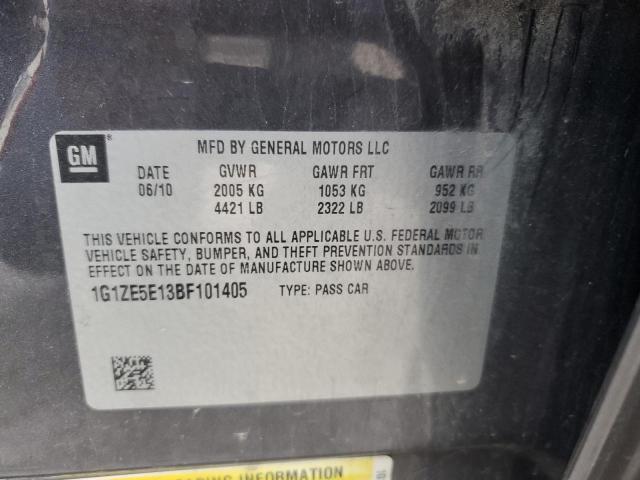 GM
MFD BY GENERAL MOTORS LLC
DATE GVWR GAWR FRT GAWR RR
06/10 2005 KG 1053 KG 952 KG
4421 LB 2322 LB 2099 LB
THIS VEHICLE CONFORMS TO ALL APPLICABLE U.S. FEDERAL MOTOR
VEHICLE SAFETY, BUMPER, AND THEFT PREVENTION STANDARDS IN
EFFECT ON THE DATE OF MANUFACTURE SHOWN ABOVE.
1G1ZE5E13BF101405 TYPE: PASS CAR
INFORMATION